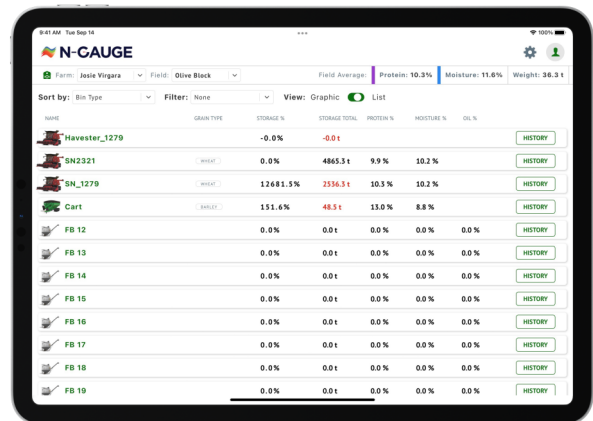 9:41 AM Tue Sep 14 100%
N-GAUGE
Farm: Josie Virgara Field: Olive Block Field Average: Protein: 10.3% Moisture: 11.6% Weight: 36.3 t
Sort by: Bin Type Filter: None View: Graphic List
NAME GRAIN TYPE STORAGE % STORAGE TOTAL PROTEIN % MOISTURE % OIL %
Havester_1279 -0.0% -0.0 t HISTORY
SN2321 WHEAT 0.0% 4865.3 t 9.9 % 10.2 % HISTORY
SN_1279 WHEAT 12681.5% 2536.3 t 10.3 % 10.2 % HISTORY
Cart BARLEY 151.6% 48.5 t 13.0 % 8.8 % HISTORY
FB 12 0.0% 0.0 t 0.0 % 0.0 % 0.0 % HISTORY
FB 13 0.0% 0.0 t 0.0 % 0.0 % 0.0 % HISTORY
FB 14 0.0% 0.0 t 0.0 % 0.0 % 0.0 % HISTORY
FB 15 0.0% 0.0 t 0.0 % 0.0 % 0.0 % HISTORY
FB 16 0.0% 0.0 t 0.0 % 0.0 % 0.0 % HISTORY
FB 17 0.0% 0.0 t 0.0 % 0.0 % 0.0 % HISTORY
FB 18 0.0% 0.0 t 0.0 % 0.0 % 0.0 % HISTORY
FB 19 0.0% 0.0 t 0.0 % 0.0 % 0.0 % HISTORY